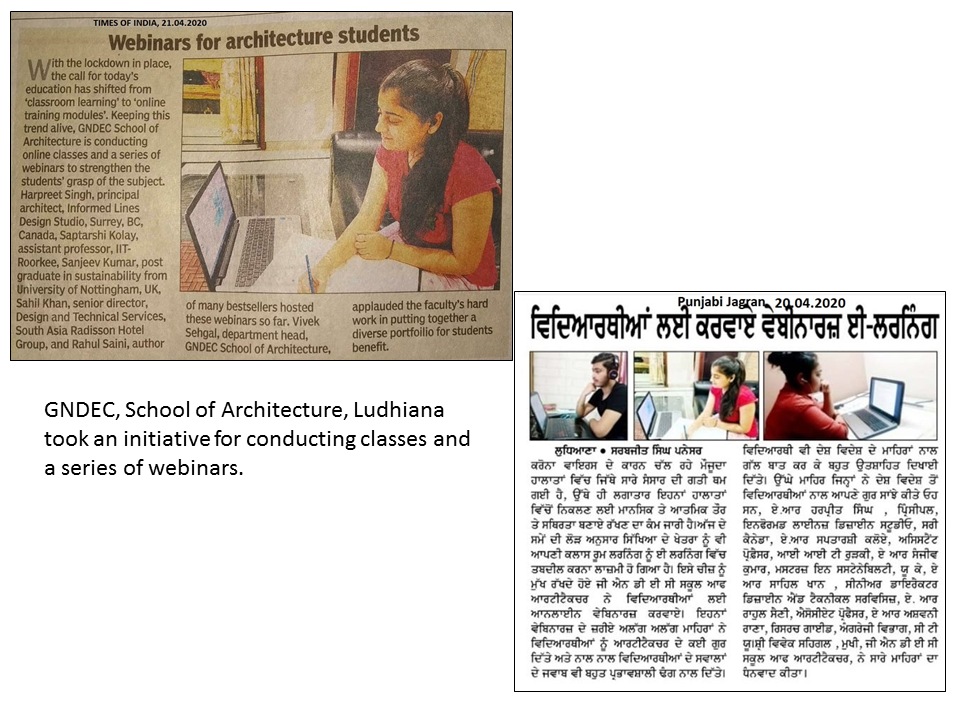 TIMES OF INDIA, 21.04.2020
Webinars for architecture students
With the lockdown in place,
the call for today's
education has shifted from
'classroom learning' to 'online
training modules'. Keeping this
trend alive, GNDEC School of
Architecture is conducting
online classes and a series of
webinars to strengthen the
students' grasp of the subject.
Harpreet Singh, principal
architect, Informed Lines
Design Studio, Surrey, BC,
Canada, Saptarshi Kolay,
assistant professor, IIT-
Roorkee, Sanjeev Kumar, post
graduate in sustainability from
University of Nottingham, UK,
Sahil Khan, senior director,
Design and Technical Services,
South Asia Radisson Hotel
Group, and Rahul Saini, author
of many bestsellers hosted
these webinars so far. Vivek
Sehgal, department head,
GNDEC School of Architecture,
applauded the faculty's hard
work in putting together a
diverse portfoilio for students
benefit.
GNDEC, School of Architecture, Ludhiana
took an initiative for conducting classes and
a series of webinars.
Punjabi Jagran, 20.04.2020
ਵਿਦਿਆਰਥੀਆਂ ਲਈ ਕਰਵਾਏ ਵੇਬੀਨਾਰਜ਼ ਈ-ਲਰਨਿੰਗ
ਲੁਧਿਆਣਾ • ਸਰਬਜੀਤ ਸਿੰਘ ਪਨੇਸਰ
ਕਰੋਨਾ ਵਾਇਰਸ ਦੇ ਕਾਰਨ ਚੱਲ ਰਹੇ ਮੌਜੂਦਾ
ਹਾਲਾਤਾਂ ਵਿੱਚ ਜਿੱਥੇ ਸਾਰੇ ਸੰਸਾਰ ਦੀ ਗਤੀ ਥਮ
ਗਈ ਹੈ, ਉੱਥੇ ਹੀ ਲਗਾਤਾਰ ਇਹਨਾਂ ਹਾਲਾਤਾਂ
ਵਿੱਚੋਂ ਨਿਕਲਣ ਲਈ ਮਾਨਸਿਕ ਤੇ ਆਤਮਿਕ ਤੌਰ
ਤੇ ਸਥਿਰਤਾ ਬਣਾਏ ਰੱਖਣ ਦਾ ਕੰਮ ਜਾਰੀ ਹੈ।ਅੱਜ ਦੇ
ਸਮੇਂ ਦੀ ਲੋੜ ਅਨੁਸਾਰ ਸਿੱਖਿਆ ਦੇ ਖੇਤਰਾ ਨੂੰ ਵੀ
ਆਪਣੀ ਕਲਾਸ ਰੂਮ ਲਰਨਿੰਗ ਨੂੰ ਈ ਲਰਨਿੰਗ ਵਿੱਚ
ਤਬਦੀਲ ਕਰਨਾ ਲਾਜ਼ਮੀ ਹੋ ਗਿਆ ਹੈ। ਇਸੇ ਚੀਜ਼ ਨੂੰ
ਮੁੱਖ ਰੱਖਦੇ ਹੋਏ ਜੀ ਐਨ ਡੀ ਈ ਸੀ ਸਕੂਲ ਆਫ
ਆਰਟੀਟੈਕਚਰ ਨੇ ਵਿਦਿਆਰਥੀਆਂ ਲਈ
ਆਨਲਾਈਨ ਵੇਬਿਨਾਰਜ਼ ਕਰਵਾਏ। ਇਹਨਾਂ
ਵੇਬਿਨਾਰਜ਼ ਦੇ ਜ਼ਰੀਏ ਅਲੱਗ ਅਲੱਗ ਮਾਹਿਰਾਂ ਨੇ
ਵਿਦਿਆਰਥੀਆਂ ਨੂੰ ਆਰਟੀਟੈਕਚਰ ਦੇ ਕਈ ਗੁਰ
ਦਿੱਤੇ ਅਤੇ ਨਾਲ ਨਾਲ ਵਿਦਿਆਰਥੀਆਂ ਦੇ ਸਵਾਲਾਂ
ਦੇ ਜਵਾਬ ਵੀ ਬਹੁਤ ਪ੍ਰਭਾਵਸ਼ਾਲੀ ਢੰਗ ਨਾਲ ਦਿੱਤੇ।
ਵਿਦਿਆਰਥੀ ਵੀ ਦੇਸ਼ ਵਿਦੇਸ਼ ਦੇ ਮਾਹਿਰਾਂ ਨਾਲ
ਗੱਲ ਬਾਤ ਕਰ ਕੇ ਬਹੁਤ ਉਤਸ਼ਾਹਿਤ ਦਿਖਾਈ
ਦਿੱਤੇ। ਉੱਘੇ ਮਾਹਿਰ ਜਿਨ੍ਹਾਂ ਨੇ ਦੇਸ਼ ਵਿਦੇਸ਼ ਤੋਂ
ਵਿਦਿਆਰਥੀਆਂ ਨਾਲ ਆਪਣੇ ਗੁਰ ਸਾਂਝੇ ਕੀਤੇ ਓਹ
ਸਨ, ਏ.ਆਰ ਹਰਪ੍ਰੀਤ ਸਿੰਘ , ਪ੍ਰਿੰਸੀਪਲ,
ਇਨਫੋਰਮਡ ਲਾਈਨਜ਼ ਡਿਜ਼ਾਈਨ ਸਟੂਡੀਓ, ਸਰੀ
ਕੈਨੇਡਾ, ਏ.ਆਰ ਸਪਤਾਰਸ਼ੀ ਕਲੋਏ, ਅਸਿਸਟੈਂਟ
ਪ੍ਰੋਫ਼ੈਸਰ, ਆਈ ਆਈ ਟੀ ਰੁੜਕੀ, ਏ ਆਰ ਸੰਜੀਵ
ਕੁਮਾਰ, ਮਸਟਰਜ਼ ਇਨ ਸਸਟੇਨੇਬਿਲਟੀ, ਯੂ ਕੇ, ਏ
ਆਰ ਸਾਹਿਲ ਖਾਨ , ਸੀਨੀਅਰ ਡਾਇਰੈਕਟਰ
ਡਿਜ਼ਾਈਨ ਐਂਡ ਟੈਕਨੀਕਲ ਸਰਵਿਸਿਜ਼, ਏ. ਆਰ
ਰਾਹੁਲ ਸੈਣੀ, ਐਸੋਸੀਏਟ ਪ੍ਰੋਫੈਸਰ, ਏ ਆਰ ਅਸ਼ਵਨੀ
ਰਾਣਾ, ਰਿਸਰਚ ਗਾਈਡ, ਅੰਗਰੇਜੀ ਵਿਭਾਗ, ਸੀ ਟੀ
ਯੂ।ਸ਼੍ਰੀ ਵਿਵੇਕ ਸਹਿਗਲ , ਮੁਖੀ, ਜੀ ਐਨ ਡੀ ਈ ਸੀ
ਸਕੂਲ ਆਫ ਆਰਟੀਟੈਕਚਰ, ਨੇ ਸਾਰੇ ਮਾਹਿਰਾਂ ਦਾ
ਧੰਨਵਾਦ ਕੀਤਾ।